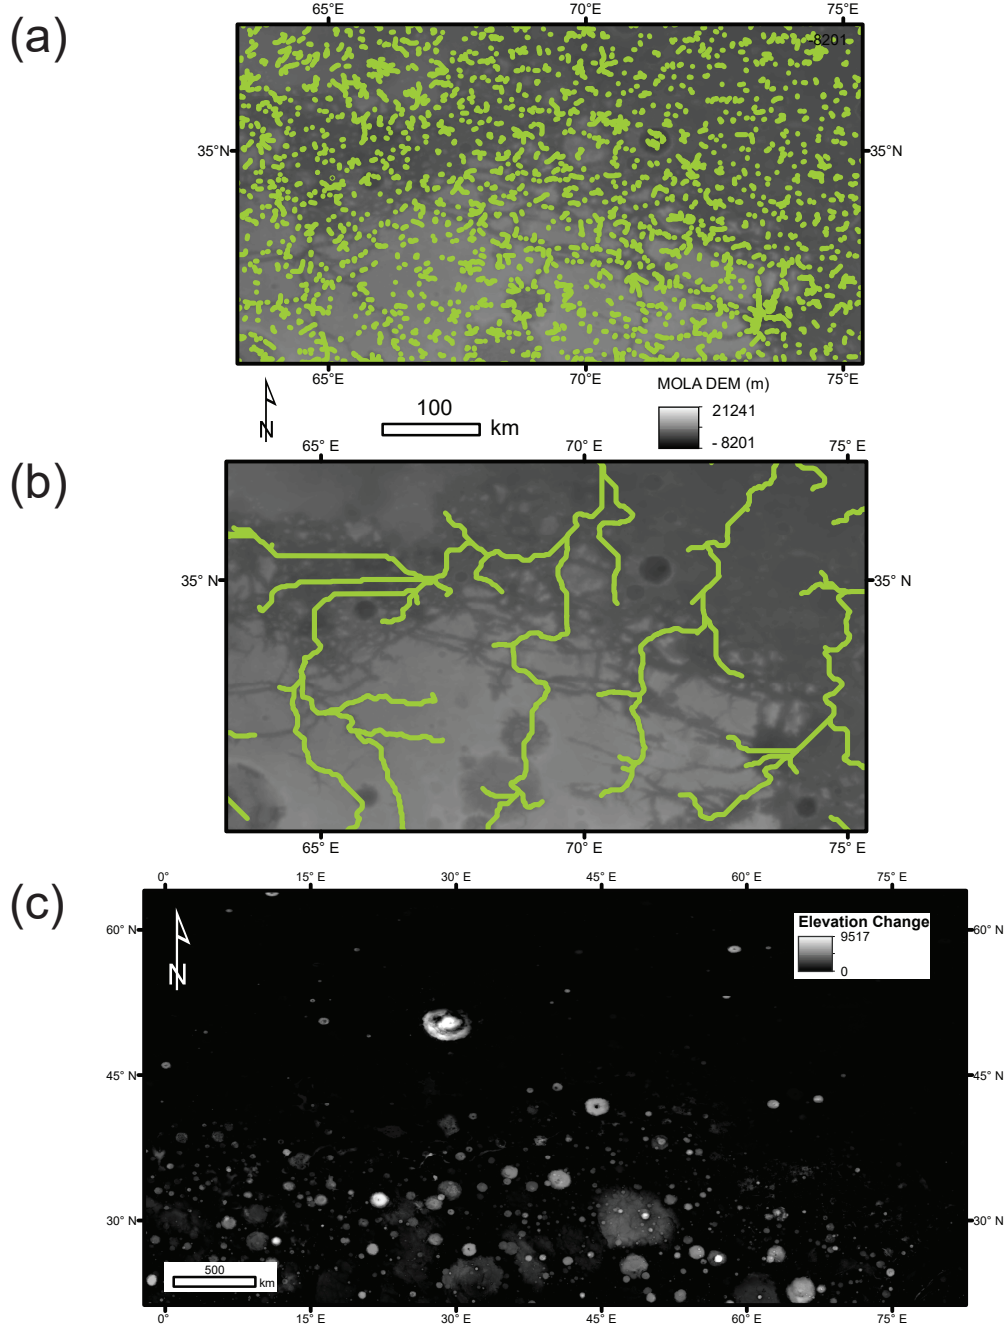 (a)
65°E 70°E 75°E
-8201
35°N 35°N
65°E 70°E 75°E
N
100
km
MOLA DEM (m)
21241
- 8201
(b)
65° E 70° E 75° E
35° N 35° N
65° E 70° E 75° E
(c)
0° 15° E 30° E 45° E 60° E 75° E
N
Elevation Change
9517
0
60° N 60° N
45° N 45° N
30° N 30° N
500
km
0° 15° E 30° E 45° E 60° E 75° E